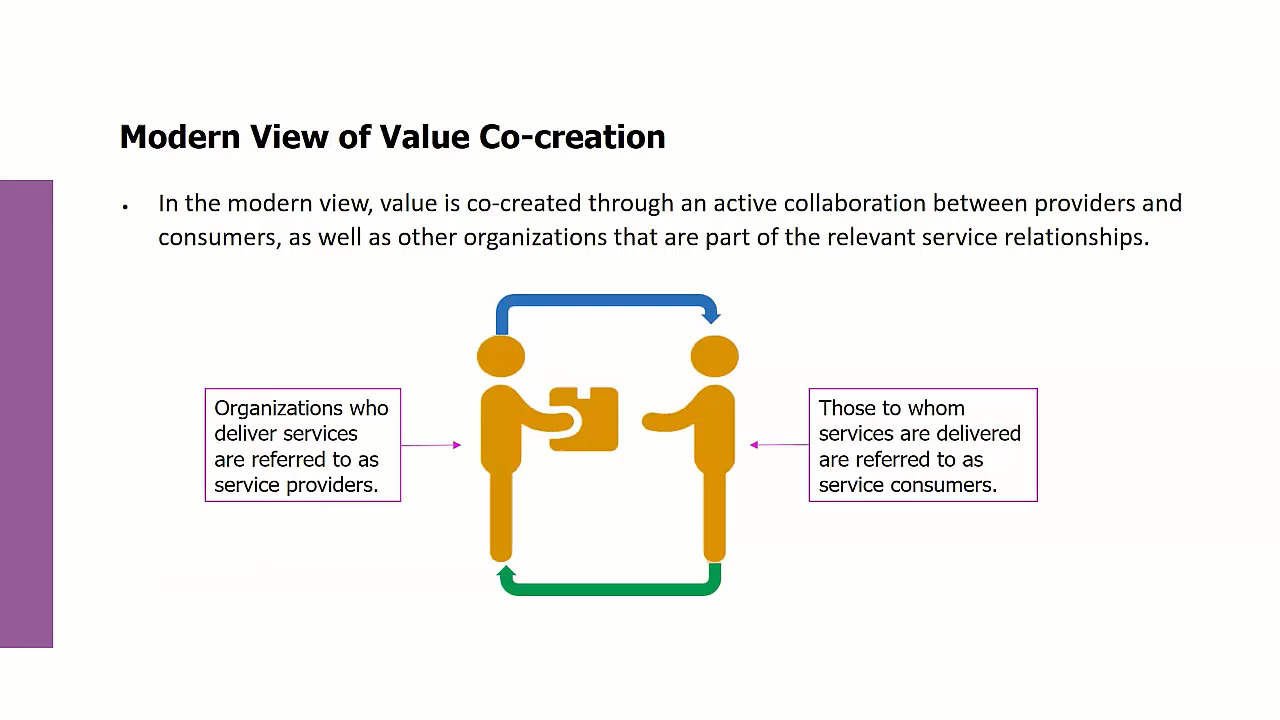 Modern View of Value Co-creation
• In the modern view, value is co-created through an active collaboration between providers and
consumers, as well as other organizations that are part of the relevant service relationships.
Organizations who
deliver services
are referred to as
service providers.
Those to whom
services are delivered
are referred to as
service consumers.